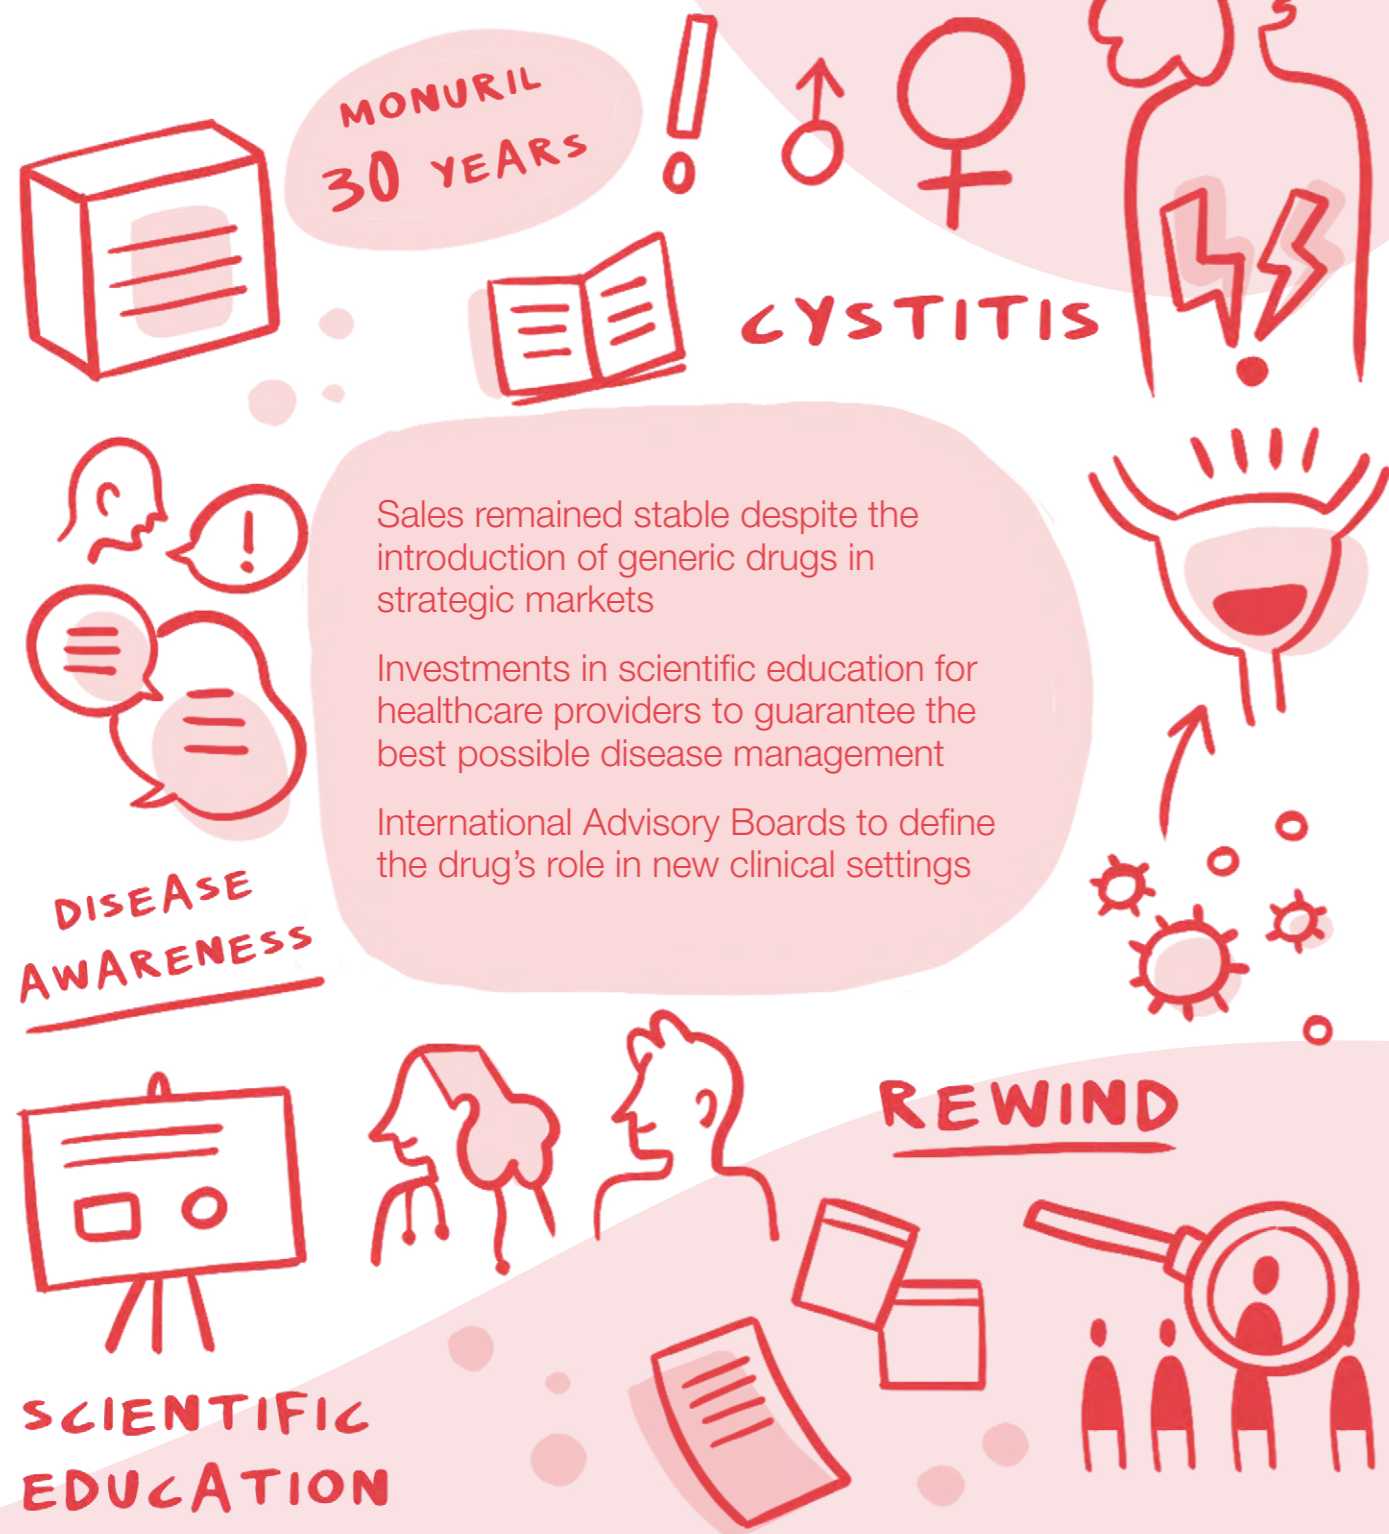 MONURIL
30 YEARS
CYSTITIS
Sales remained stable despite the
introduction of generic drugs in
strategic markets
Investments in scientific education for
healthcare providers to guarantee the
best possible disease management
International Advisory Boards to define
the drug’s role in new clinical settings
DISEASE
AWARENESS
REWIND
SCIENTIFIC
EDUCATION